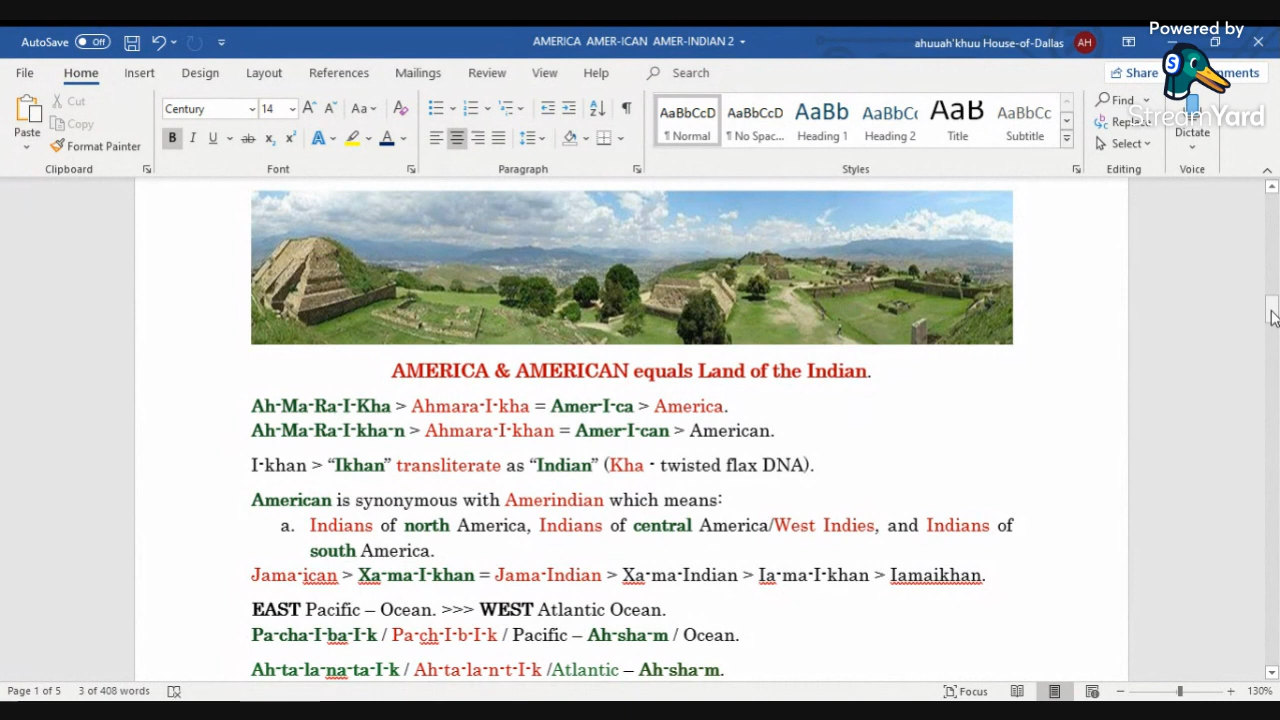 Powered by
StreamYard
AutoSave Off
AMERICA AMER-ICAN AMER-INDIAN 2
ahuuah'khuu House-of-Dallas AH
File Home Insert Design Layout References Mailings Review View Help Search Share
Paste
Cut
Copy
Format Painter
Clipboard
Century 14
Aa
Font
Paragraph
AaBbCcD AaBbCcD AaBb AaBbCc AaB AaBbCc
¶ Normal ¶ No Spac... Heading 1 Heading 2 Title Subtitle
Styles
Find
Select
Editing
Dictate
Voice
AMERICA & AMERICAN equals Land of the Indian.
Ah-Ma-Ra-I-Kha > Ahmara-I-kha = Amer-I-ca > America.
Ah-Ma-Ra-I-kha-n > Ahmara-I-khan = Amer-I-can > American.
I-khan > “Ikhan” transliterate as “Indian” (Kha - twisted flax DNA).
American is synonymous with Amerindian which means:
a. Indians of north America, Indians of central America/West Indies, and Indians of
south America.
Jama-ican > Xa-ma-I-khan = Jama-Indian > Xa-ma-Indian > Ia-ma-I-khan > Iamaikhan.
EAST Pacific – Ocean. >>> WEST Atlantic Ocean.
Pa-cha-I-ba-I-k / Pa-ch-I-b-I-k / Pacific – Ah-sha-m / Ocean.
Ah-ta-la-na-ta-I-k / Ah-ta-la-n-t-I-k /Atlantic – Ah-sha-m.
Page 1 of 5 3 of 408 words Focus 130%